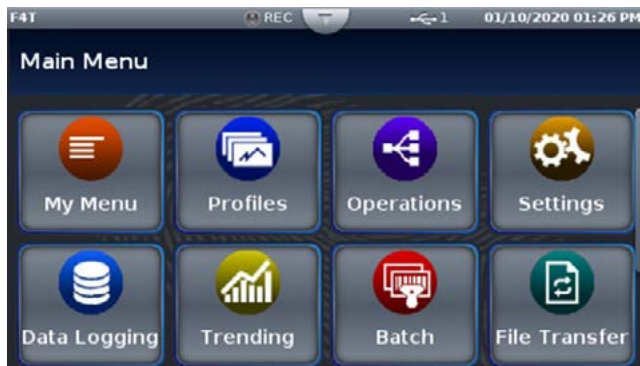 F4T REC 1 01/10/2020 01:26 PM
Main Menu
My Menu Profiles Operations Settings
Data Logging Trending Batch File Transfer